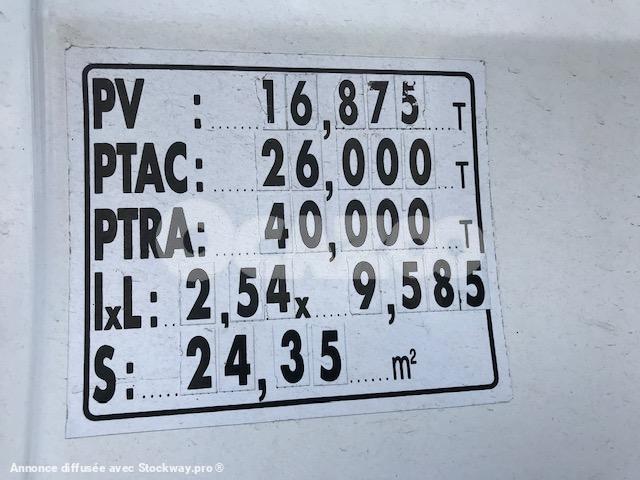 PV : ......16,875...T
PTAC : .....26,000..T
PTRA : .....40,000..T
lxL : ..2,54x....9,585
S : ....24,35......m²
Annonce diffusée avec Stockway.pro®